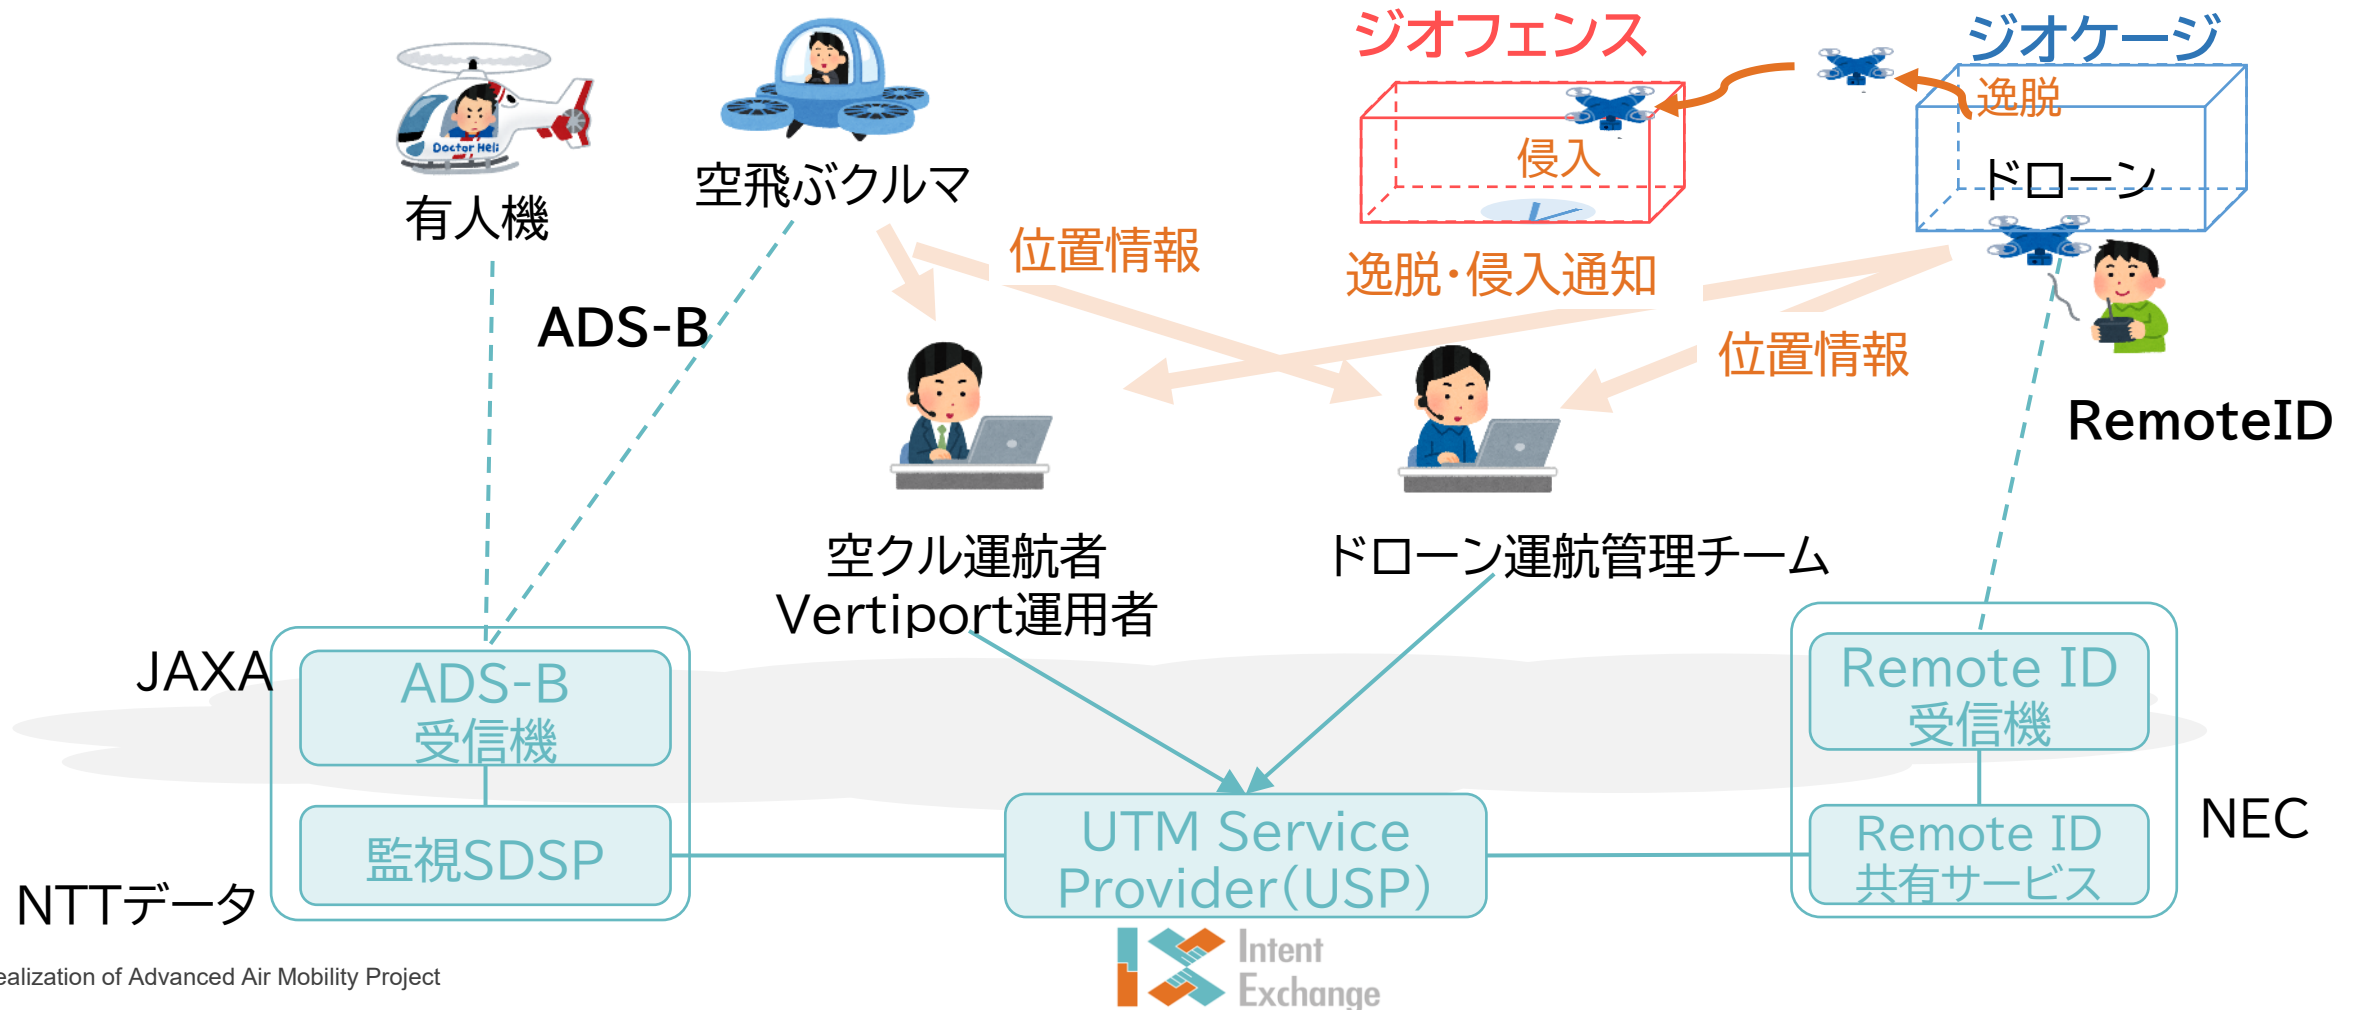 ジオフェンス
ジオケージ
逸脱
侵入
ドローン
Doctor Heli
有人機
空飛ぶクルマ
位置情報
逸脱・侵入通知
位置情報
ADS-B
RemoteID
空クル運航者
Vertiport運用者
ドローン運航管理チーム
JAXA
ADS-B
受信機
監視SDSP
NTTデータ
UTM Service
Provider(USP)
Remote ID
受信機
Remote ID
共有サービス
NEC
Intent
Exchange
ealization of Advanced Air Mobility Project